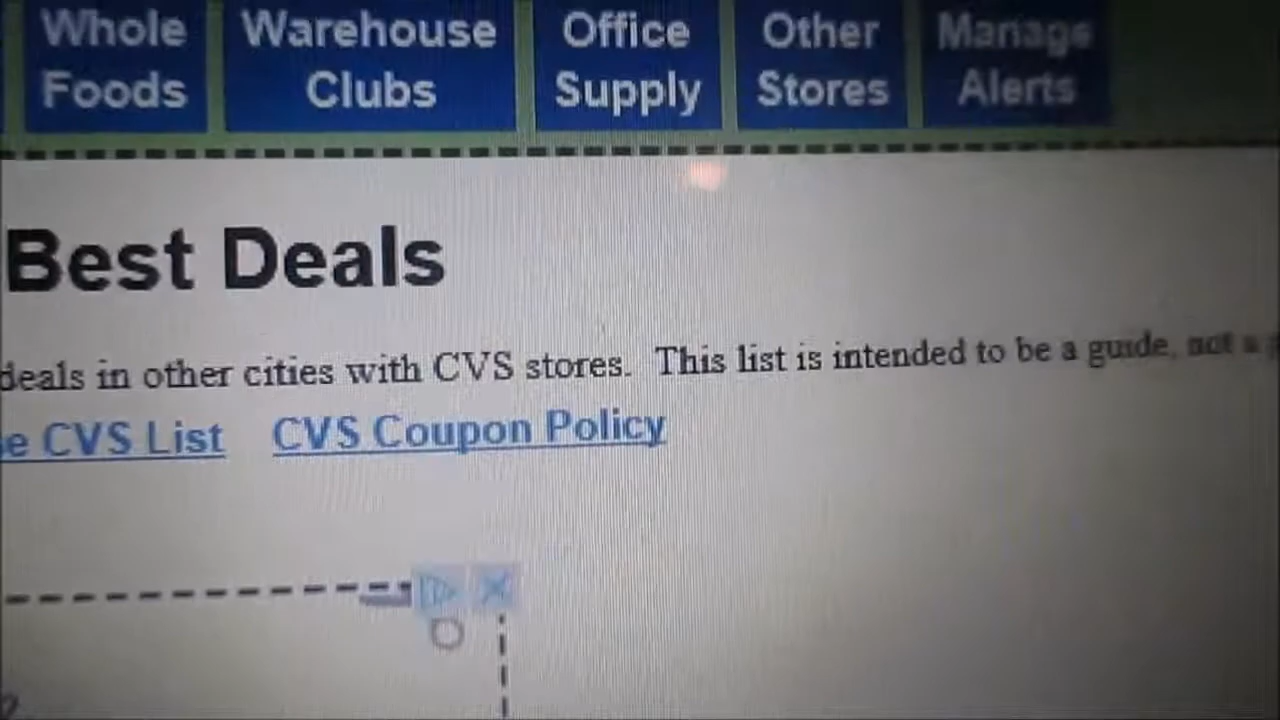 Whole Foods
Warehouse Clubs
Office Supply
Other Stores
Manage Alerts
Best Deals
deals in other cities with CVS stores. This list is intended to be a guide, not a
e CVS List CVS Coupon Policy